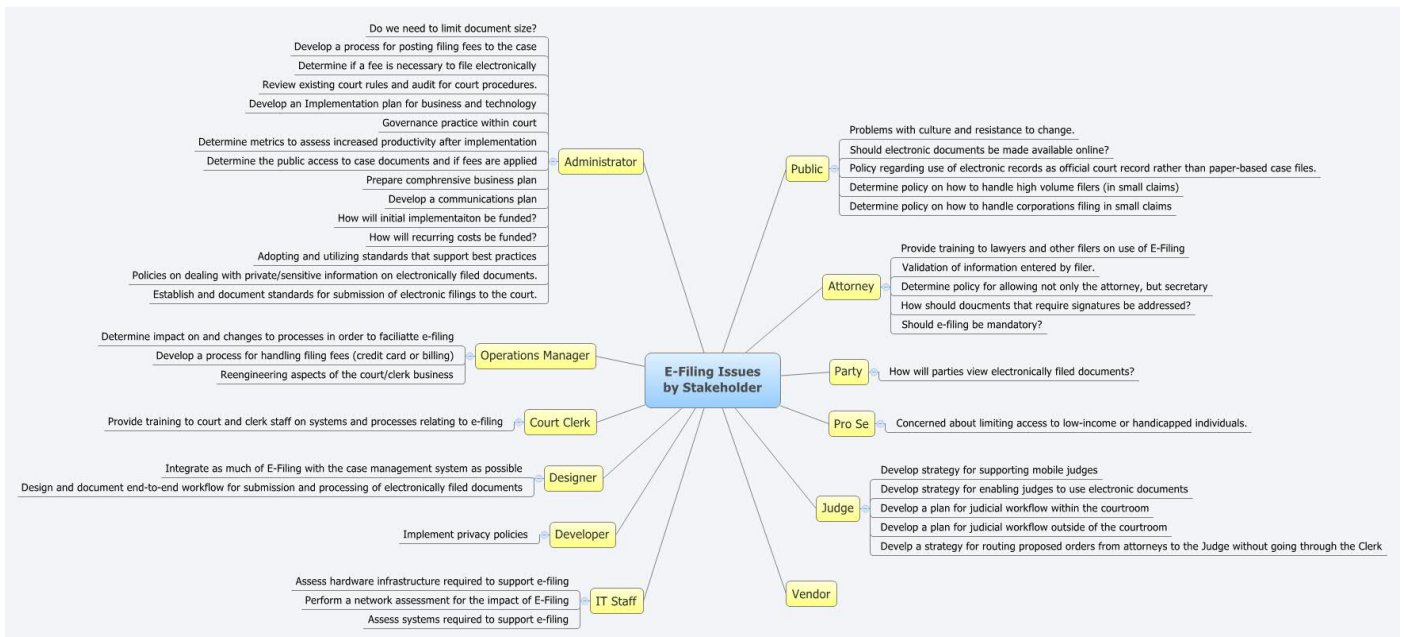 E-Filing Issues
by Stakeholder
Administrator
Do we need to limit document size?
Develop a process for posting filing fees to the case
Determine if a fee is necessary to file electronically
Review existing court rules and audit for court procedures.
Develop an Implementation plan for business and technology
Governance practice within court
Determine metrics to assess increased productivity after implementation
Determine the public access to case documents and if fees are applied
Prepare comphrensive business plan
Develop a communications plan
How will initial implementaiton be funded?
How will recurring costs be funded?
Adopting and utilizing standards that support best practices
Policies on dealing with private/sensitive information on electronically filed documents.
Establish and document standards for submission of electronic filings to the court.
Operations Manager
Determine impact on and changes to processes in order to faciliatte e-filing
Develop a process for handling filing fees (credit card or billing)
Reengineering aspects of the court/clerk business
Court Clerk
Provide training to court and clerk staff on systems and processes relating to e-filing
Designer
Integrate as much of E-Filing with the case management system as possible
Design and document end-to-end workflow for submission and processing of electronically filed documents
Developer
Implement privacy policies
IT Staff
Assess hardware infrastructure required to support e-filing
Perform a network assessment for the impact of E-Filing
Assess systems required to support e-filing
Public
Problems with culture and resistance to change.
Should electronic documents be made available online?
Policy regarding use of electronic records as official court record rather than paper-based case files.
Determine policy on how to handle high volume filers (in small claims)
Determine policy on how to handle corporations filing in small claims
Attorney
Provide training to lawyers and other filers on use of E-Filing
Validation of information entered by filer.
Determine policy for allowing not only the attorney, but secretary
How should doucments that require signatures be addressed?
Should e-filing be mandatory?
Party
How will parties view electronically filed documents?
Pro Se
Concerned about limiting access to low-income or handicapped individuals.
Judge
Develop strategy for supporting mobile judges
Develop strategy for enabling judges to use electronic documents
Develop a plan for judicial workflow within the courtroom
Develop a plan for judicial workflow outside of the courtroom
Develp a strategy for routing proposed orders from attorneys to the Judge without going through the Clerk
Vendor